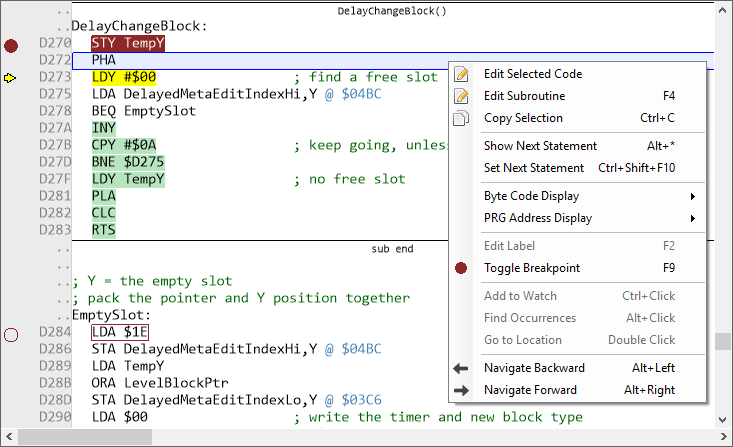 .. DelayChangeBlock()
.. DelayChangeBlock:
D270 STY TempY
D272 PHA
D273 LDY #$00 ; find a free slot
D275 LDA DelayedMetaEditIndexHi,Y @ $04BC
D278 BEQ EmptySlot
D27A INY
D27B CPY #$0A ; keep going, unles
D27D BNE $D275
D27F LDY TempY ; no free slot
D281 PLA
D282 CLC
D283 RTS
.. sub end
..
.. ; Y = the empty slot
.. ; pack the pointer and Y position together
.. EmptySlot:
D284 LDA $1E
D286 STA DelayedMetaEditIndexHi,Y @ $04BC
D289 LDA TempY
D28B ORA LevelBlockPtr
D28D STA DelayedMetaEditIndexLo,Y @ $03C6
D290 LDA $00 ; write the timer and new block type
Edit Selected Code
Edit Subroutine F4
Copy Selection Ctrl+C
Show Next Statement Alt+*
Set Next Statement Ctrl+Shift+F10
Byte Code Display
PRG Address Display
Edit Label F2
Toggle Breakpoint F9
Add to Watch Ctrl+Click
Find Occurrences Alt+Click
Go to Location Double Click
Navigate Backward Alt+Left
Navigate Forward Alt+Right